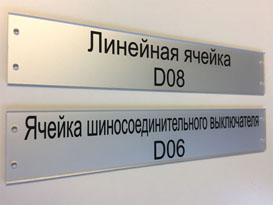 Линейная ячейка
D08
Ячейка шиносоединительного выключателя
D06